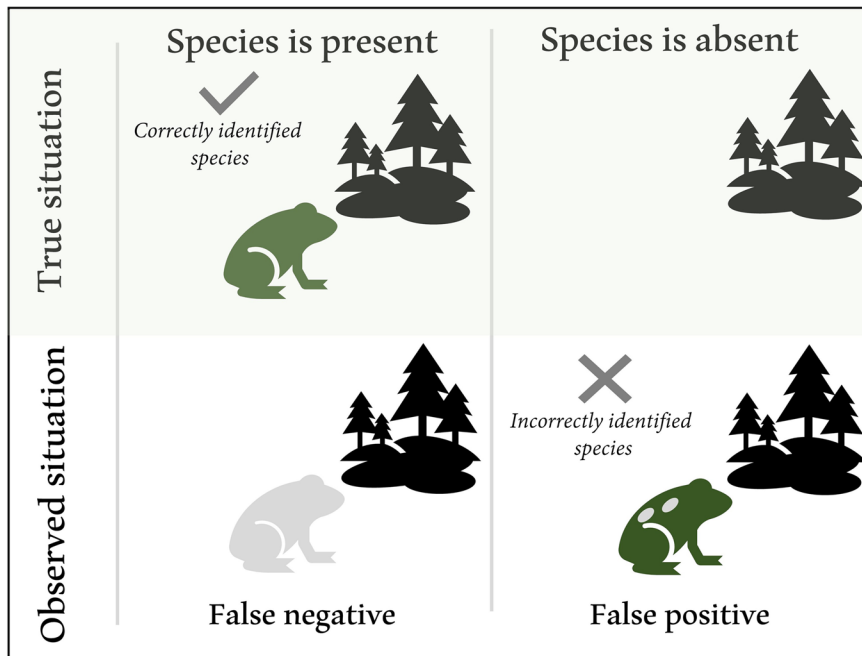 Species is present
Species is absent
True situation
Correctly identified
species
Observed situation
Incorrectly identified
species
False negative
False positive